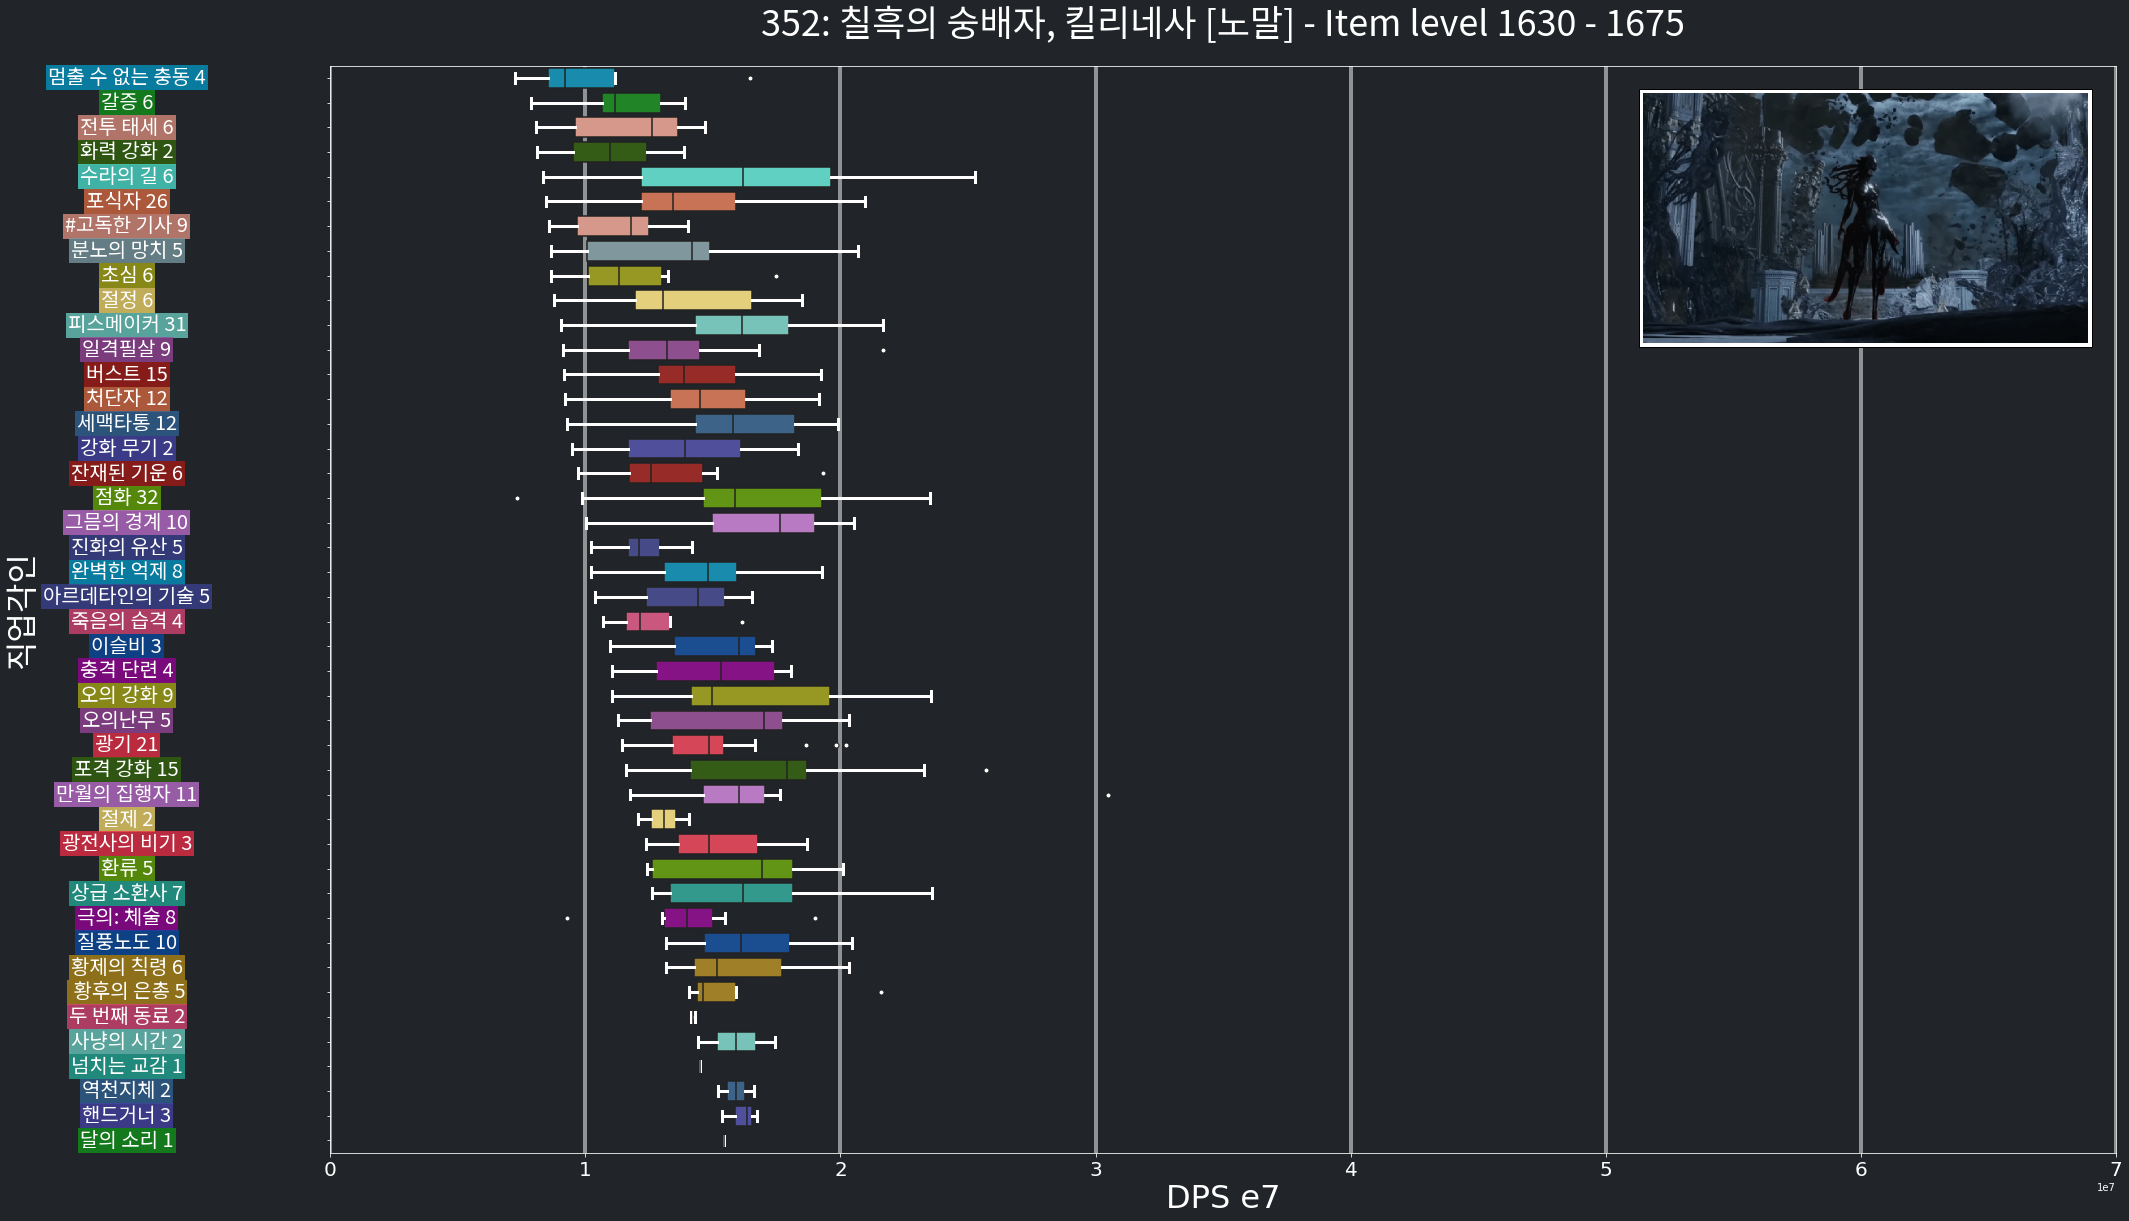 352: 칠흑의 숭배자, 킬리네사 [노말] - Item level 1630 - 1675
직업각인
멈출 수 없는 충동 4
갈증 6
전투 태세 6
화력 강화 2
수라의 길 6
포식자 26
#고독한 기사 9
분노의 망치 5
초심 6
절정 6
피스메이커 31
일격필살 9
버스트 15
처단자 12
세맥타통 12
강화 무기 2
잔재된 기운 6
점화 32
그믐의 경계 10
진화의 유산 5
완벽한 억제 8
아르데타인의 기술 5
죽음의 습격 4
이슬비 3
충격 단련 4
오의 강화 9
오의난무 5
광기 21
포격 강화 15
만월의 집행자 11
절제 2
광전사의 비기 3
환류 5
상급 소환사 7
극의: 체술 8
질풍노도 10
황제의 칙령 6
황후의 은총 5
두 번째 동료 2
사냥의 시간 2
넘치는 교감 1
역천지체 2
핸드거너 3
달의 소리 1
0 1 2 3 4 5 6 7
1e7
DPS e7